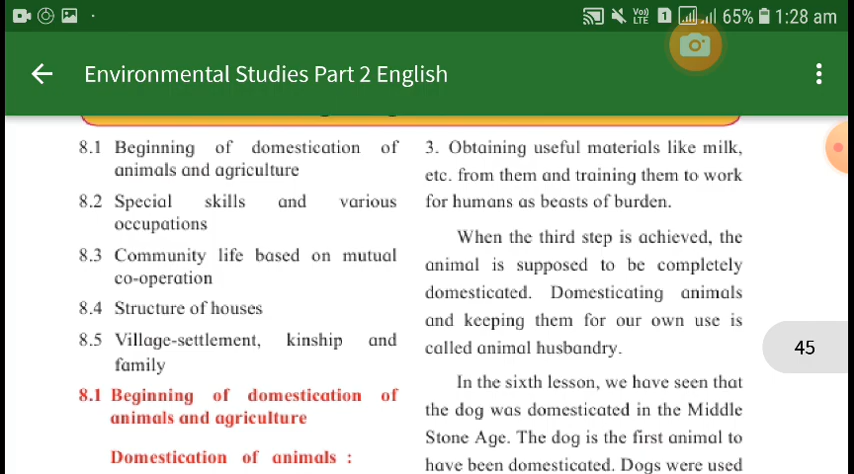 Vo)) LTE 1 65% 1:28 am
Environmental Studies Part 2 English
8.1 Beginning of domestication of
animals and agriculture
8.2 Special skills and various
occupations
8.3 Community life based on mutual
co-operation
8.4 Structure of houses
8.5 Village-settlement, kinship and
family
8.1 Beginning of domestication of
animals and agriculture
Domestication of animals :
3. Obtaining useful materials like milk,
etc. from them and training them to work
for humans as beasts of burden.
When the third step is achieved, the
animal is supposed to be completely
domesticated. Domesticating animals
and keeping them for our own use is
called animal husbandry.
In the sixth lesson, we have seen that
the dog was domesticated in the Middle
Stone Age. The dog is the first animal to
have been domesticated. Dogs were used
45